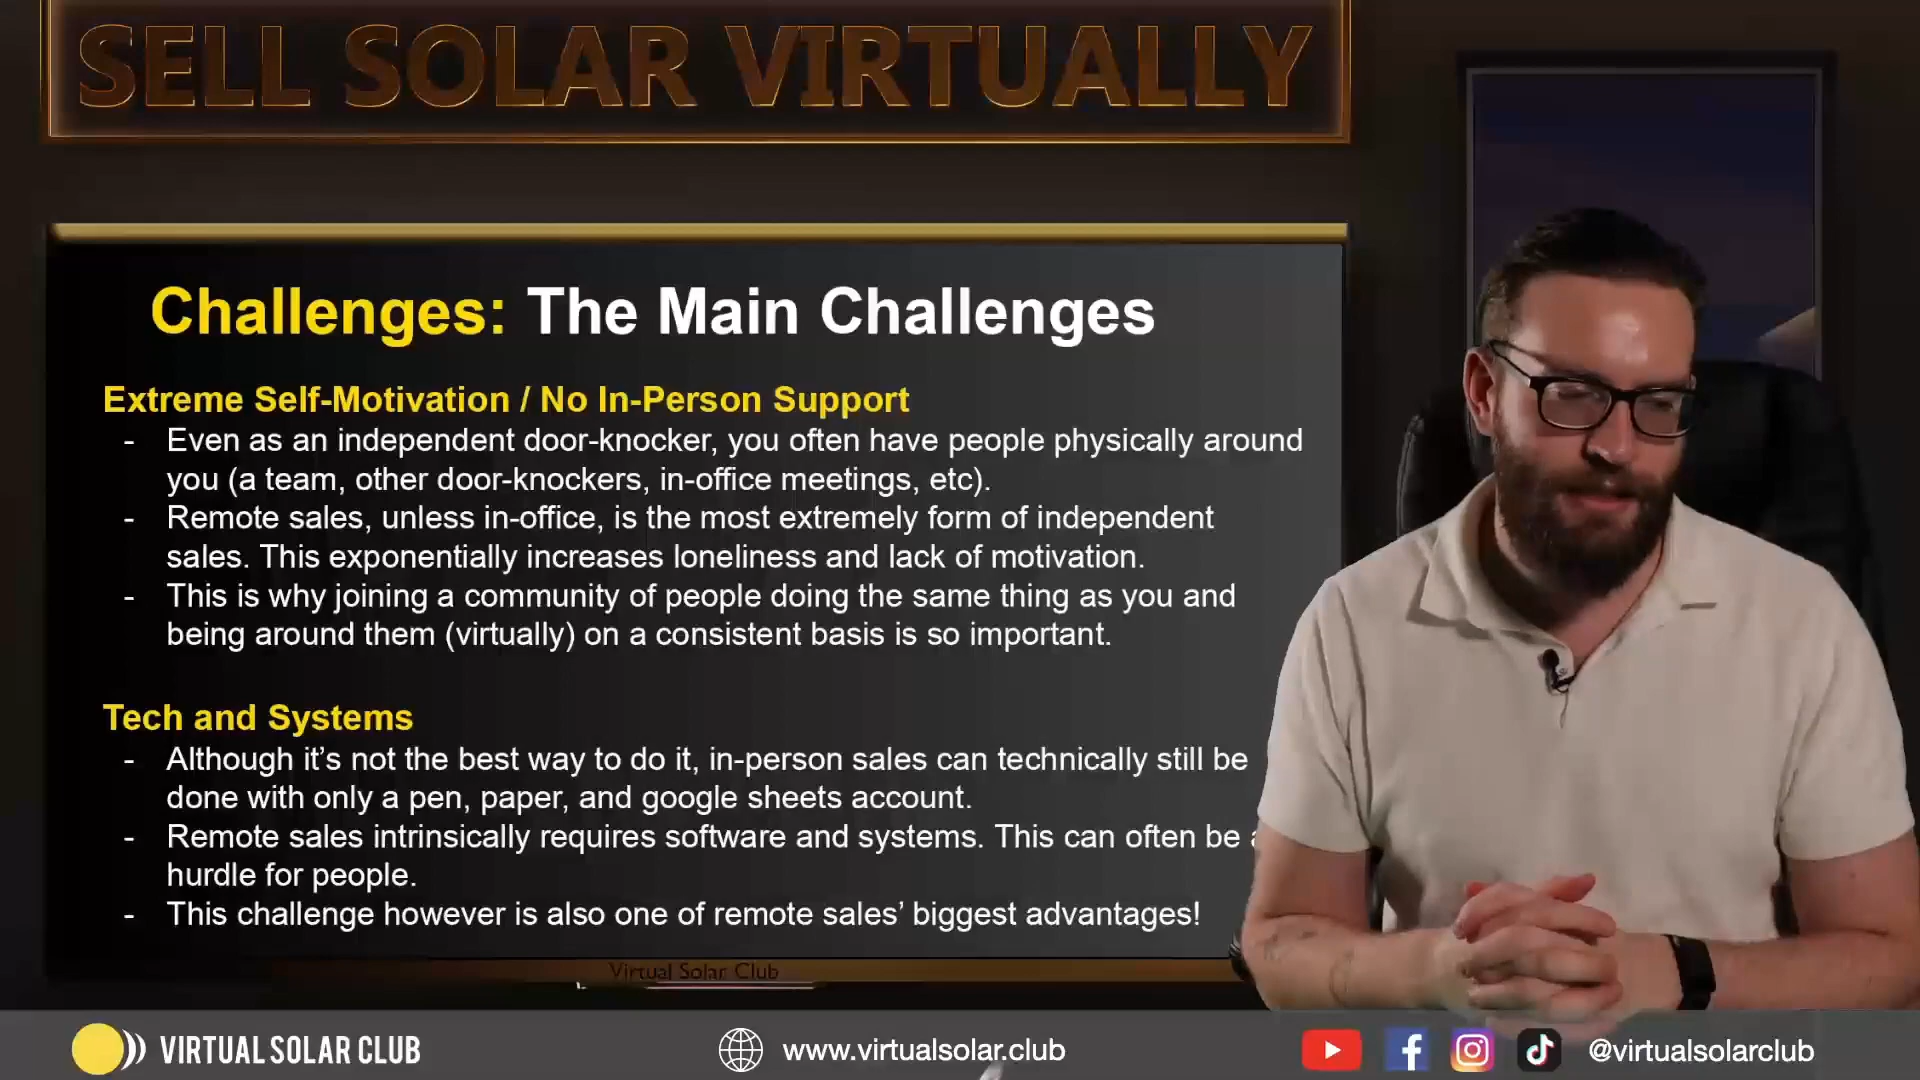 SELL SOLAR VIRTUALLY
Challenges: The Main Challenges
Extreme Self-Motivation / No In-Person Support
- Even as an independent door-knocker, you often have people physically around
you (a team, other door-knockers, in-office meetings, etc).
- Remote sales, unless in-office, is the most extremely form of independent
sales. This exponentially increases loneliness and lack of motivation.
- This is why joining a community of people doing the same thing as you and
being around them (virtually) on a consistent basis is so important.
Tech and Systems
- Although it’s not the best way to do it, in-person sales can technically still be
done with only a pen, paper, and google sheets account.
- Remote sales intrinsically requires software and systems. This can often be a
hurdle for people.
- This challenge however is also one of remote sales’ biggest advantages!
Virtual Solar Club
VIRTUAL SOLAR CLUB
www.virtualsolar.club
@virtualsolarclub